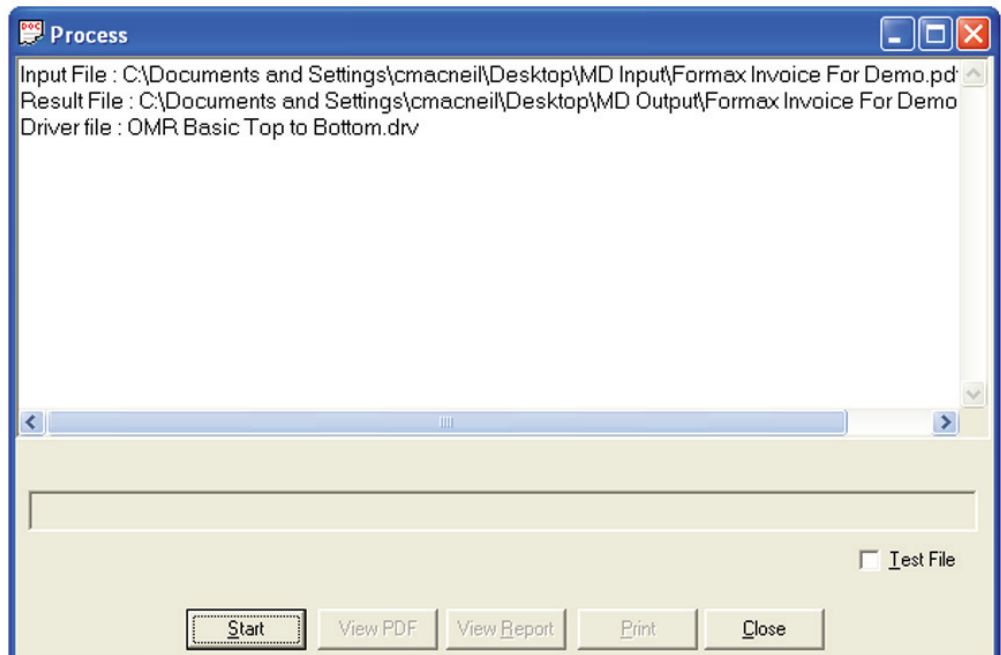 DOC
Process
Input File : C:\Documents and Settings\cmacneil\Desktop\MD Input\Formax Invoice For Demo.pd
Result File : C:\Documents and Settings\cmacneil\Desktop\MD Output\Formax Invoice For Demo
Driver file : OMR Basic Top to Bottom.drv
Test File
Start View PDF View Report Print Close